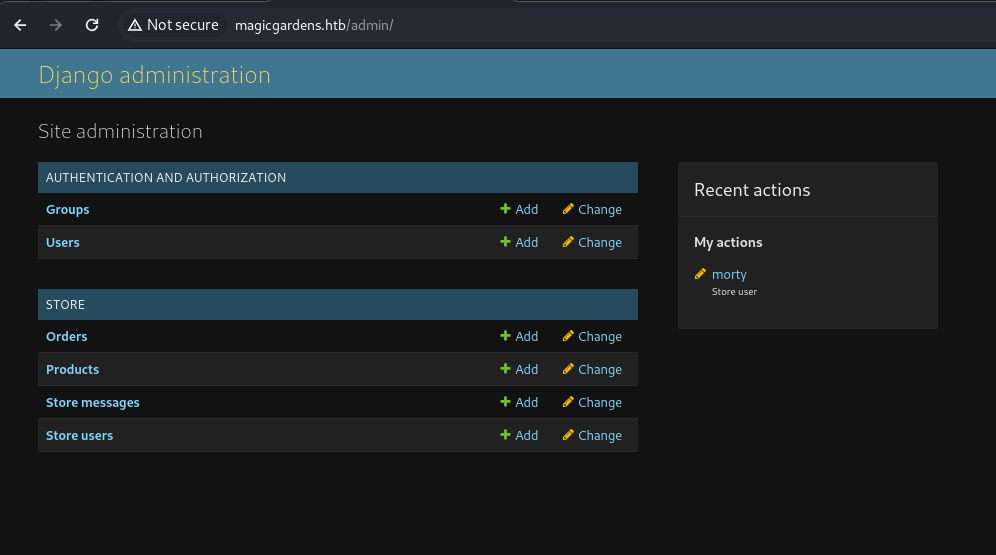 Not secure magicgardens.htb/admin/
Django administration
Site administration
AUTHENTICATION AND AUTHORIZATION
Groups Add Change
Users Add Change
STORE
Orders Add Change
Products Add Change
Store messages Add Change
Store users Add Change
Recent actions
My actions
morty
Store user